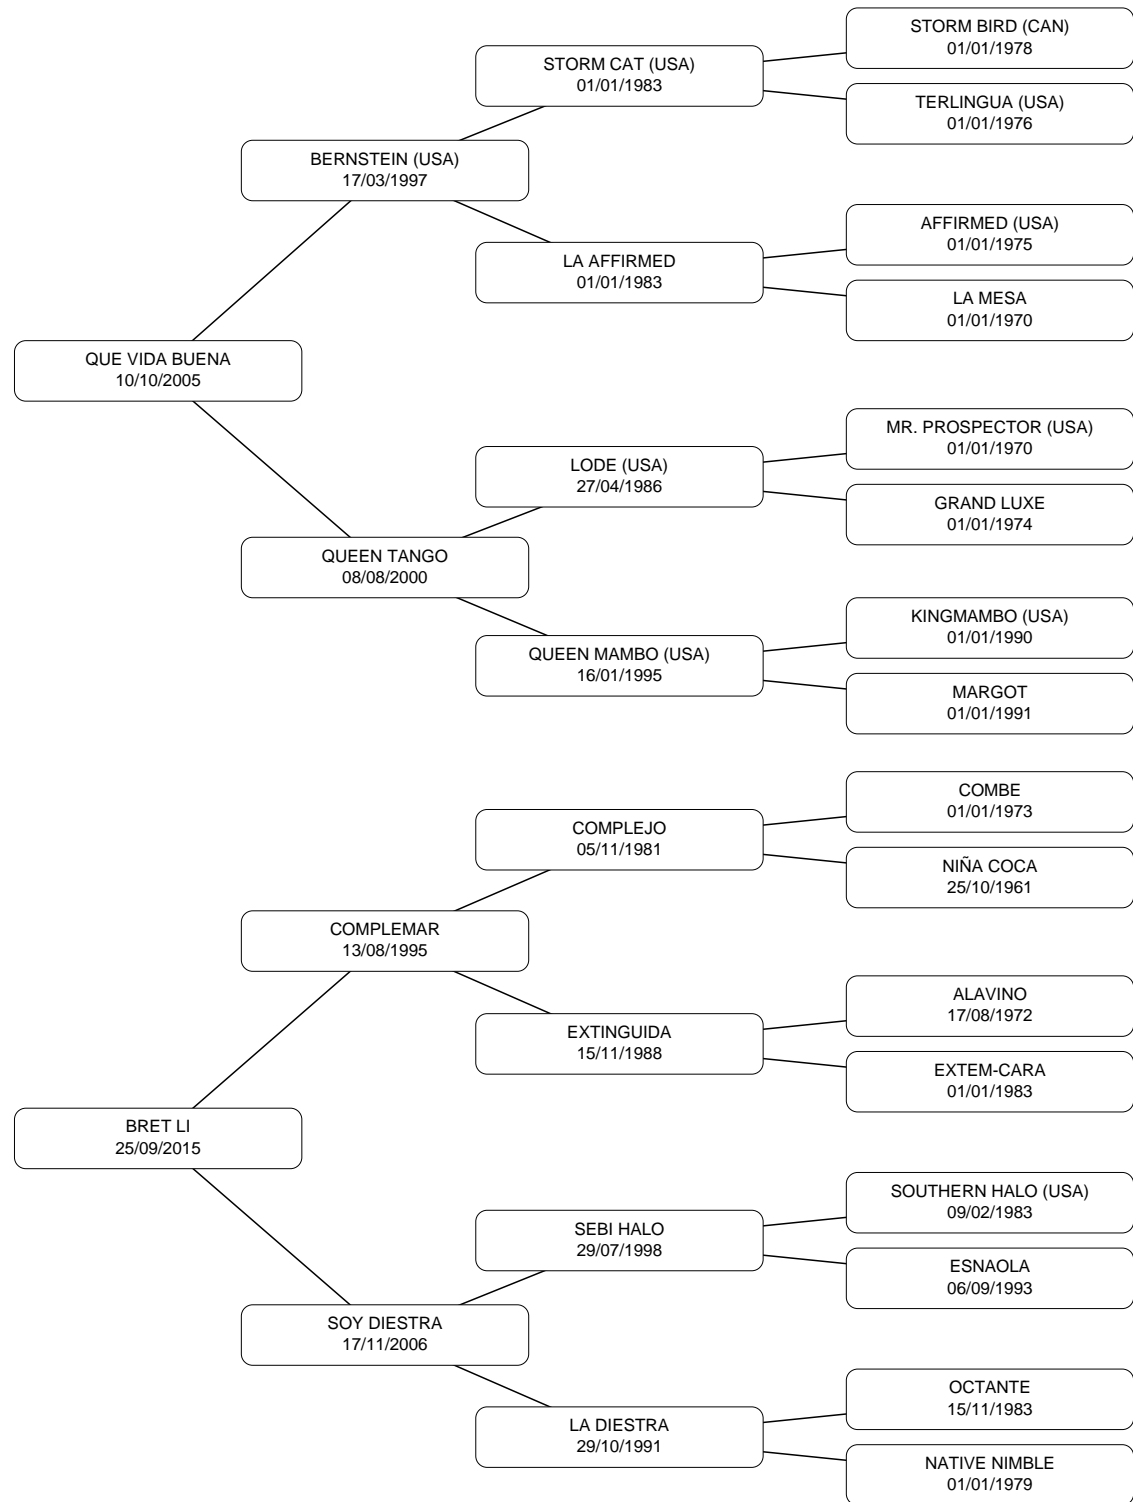 STORM BIRD (CAN)
01/01/1978
STORM CAT (USA)
01/01/1983
TERLINGUA (USA)
01/01/1976
BERNSTEIN (USA)
17/03/1997
AFFIRMED (USA)
01/01/1975
LA AFFIRMED
01/01/1983
LA MESA
01/01/1970
QUE VIDA BUENA
10/10/2005
MR. PROSPECTOR (USA)
01/01/1970
LODE (USA)
27/04/1986
GRAND LUXE
01/01/1974
QUEEN TANGO
08/08/2000
KINGMAMBO (USA)
01/01/1990
QUEEN MAMBO (USA)
16/01/1995
MARGOT
01/01/1991
COMBE
01/01/1973
COMPLEJO
05/11/1981
NIÑA COCA
25/10/1961
COMPLEMAR
13/08/1995
ALAVINO
17/08/1972
EXTINGUIDA
15/11/1988
EXTEM-CARA
01/01/1983
BRET LI
25/09/2015
SOUTHERN HALO (USA)
09/02/1983
SEBI HALO
29/07/1998
ESNAOLA
06/09/1993
SOY DIESTRA
17/11/2006
OCTANTE
15/11/1983
LA DIESTRA
29/10/1991
NATIVE NIMBLE
01/01/1979